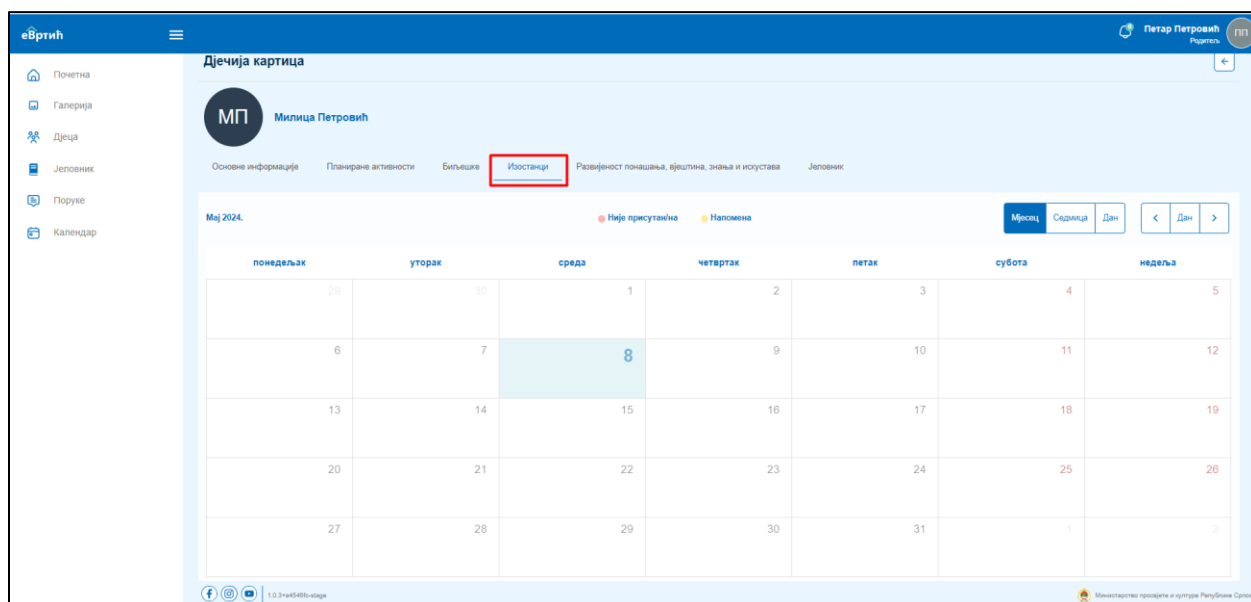 еВртић
Петар Петровић
Родитељ
ПП
Почетна
Галерија
Дјеца
Јеловник
Поруке
Календар
Дјечија картица
МП
Милица Петровић
Основне информације Планиране активности Биљешке Изостанци Развијеност понашања, вјештина, знања и искустава Јеловник
Мај 2024. Није присутан/на Напомена Мјесец Седмица Дан < Дан >
понедељак уторак среда четвртак петак субота недеља
29 30 1 2 3 4 5
6 7 8 9 10 11 12
13 14 15 16 17 18 19
20 21 22 23 24 25 26
27 28 29 30 31 1 2
Министарство просвјете и културе Републике